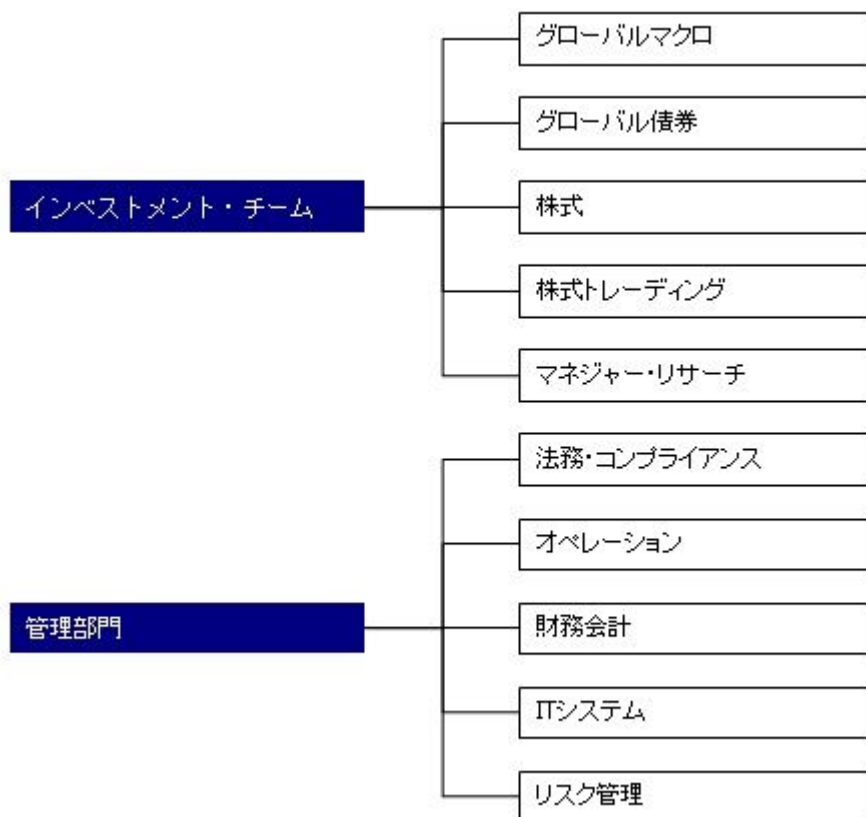 グローバルマクロ
グローバル債券
インベストメント・チーム
株式
株式トレーディング
マネジャー・リサーチ
法務・コンプライアンス
オペレーション
管理部門
財務会計
ITシステム
リスク管理